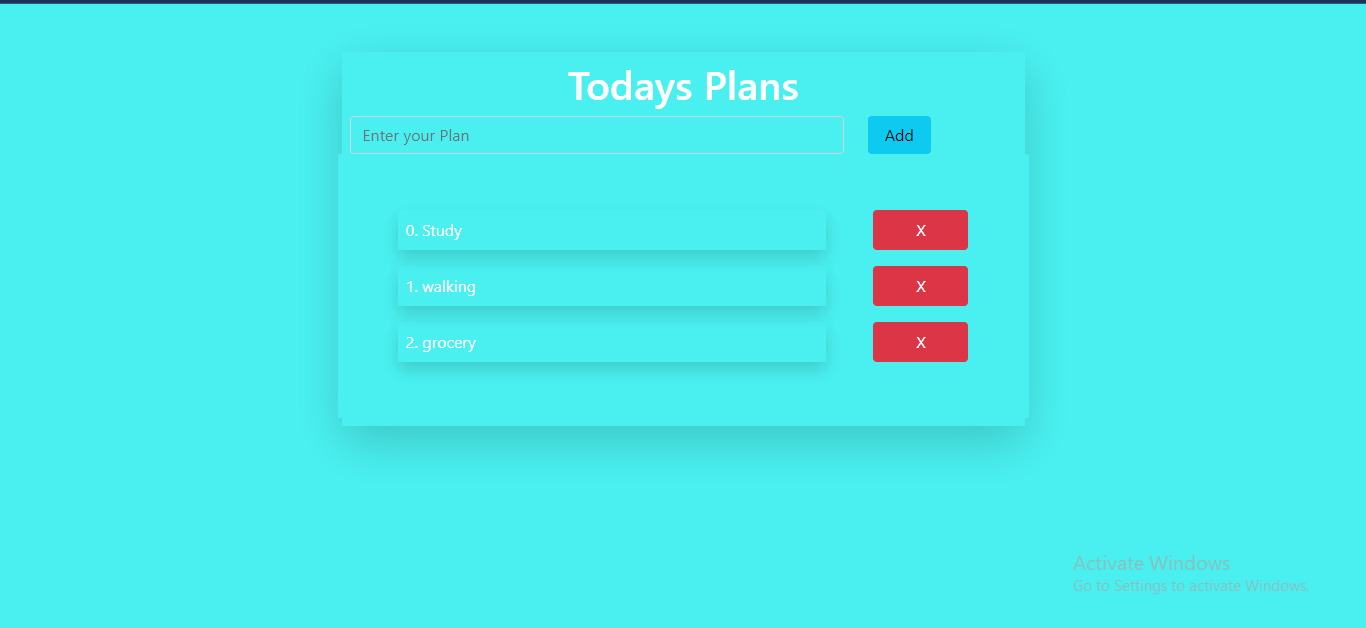 Todays Plans
Enter your Plan
Add
0. Study
X
1. walking
X
2. grocery
X
Activate Windows
Go to Settings to activate Windows.